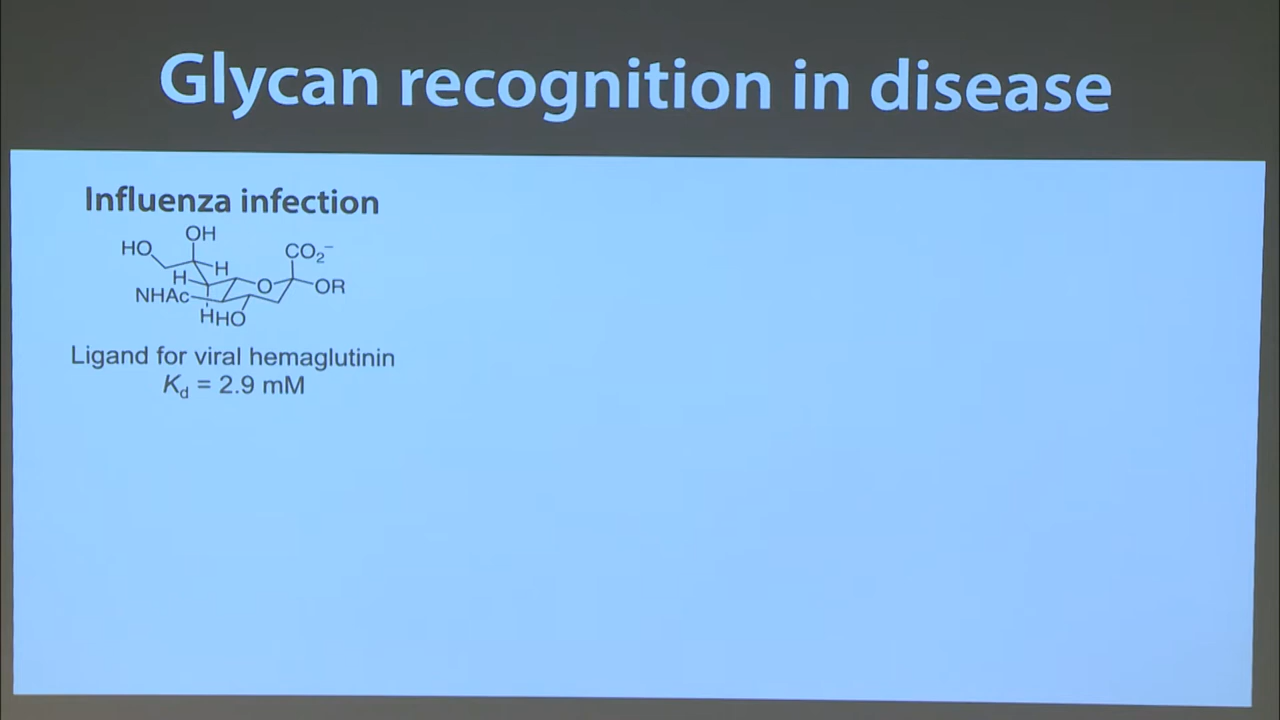 Glycan recognition in disease
Influenza infection
OH
HO
CO₂⁻
H
H
O
OR
NHAc
HHO
Ligand for viral hemaglutinin
Kd = 2.9 mM